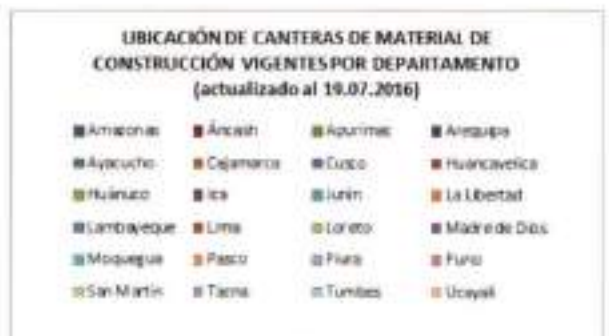 UBICACIÓN DE CANTERAS DE MATERIAL DE
CONSTRUCCIÓN VIGENTES POR DEPARTAMENTO
(actualizado al 19.07.2016)
Amazonas Áncash Apurímac Arequipa
Ayacucho Cajamarca Cusco Huancavelica
Huánuco Ica Junín La Libertad
Lambayeque Lima Loreto Madre de Dios
Moquegua Pasco Piura Puno
San Martín Tacna Tumbes Ucayali